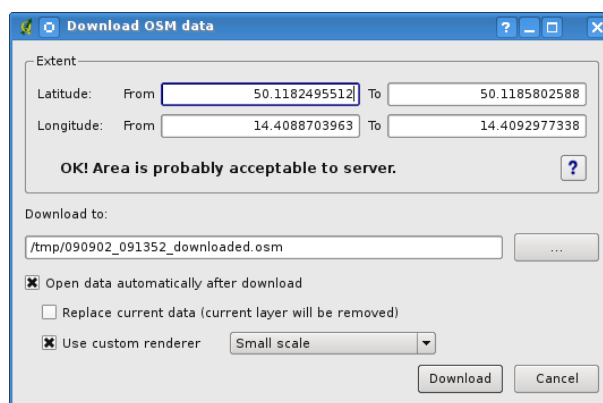 Download OSM data
Extent
Latitude: From 50.1182495512 To 50.1185802588
Longitude: From 14.4088703963 To 14.4092977338
OK! Area is probably acceptable to server. ?
Download to:
/tmp/090902_091352_downloaded.osm ...
Open data automatically after download
Replace current data (current layer will be removed)
Use custom renderer Small scale
Download Cancel